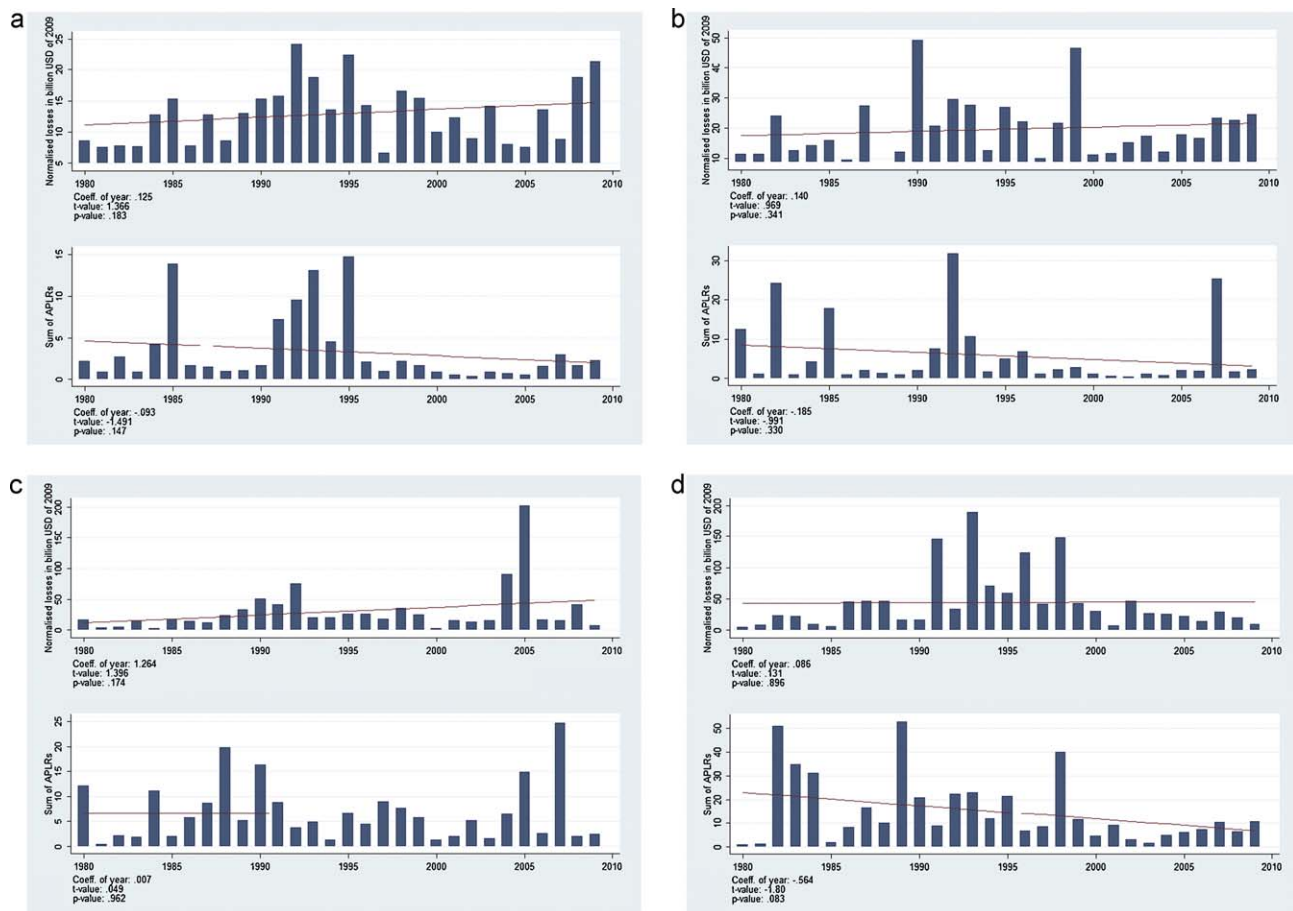 a
Normalised losses in billion USD of 2009
25
20
15
10
5
1980 1985 1990 1995 2000 2005 2010
Coeff. of year: .125
t-value: 1.366
p-value: .183
Sum of APLRs
15
10
5
0
1980 1985 1990 1995 2000 2005 2010
Coeff. of year: -.093
t-value: -1.491
p-value: .147
b
Normalised losses in billion USD of 2009
50
40
30
20
10
1980 1985 1990 1995 2000 2005 2010
Coeff. of year: .140
t-value: .969
p-value: .341
Sum of APLRs
30
20
10
0
1980 1985 1990 1995 2000 2005 2010
Coeff. of year: -.185
t-value: -.991
p-value: .330
c
Normalised losses in billion USD of 2009
200
150
100
50
0
1980 1985 1990 1995 2000 2005 2010
Coeff. of year: 1.264
t-value: 1.396
p-value: .174
Sum of APLRs
25
20
15
10
5
0
1980 1985 1990 1995 2000 2005 2010
Coeff. of year: .007
t-value: .049
p-value: .962
d
Normalised losses in billion USD of 2009
200
150
100
50
0
1980 1985 1990 1995 2000 2005 2010
Coeff. of year: .086
t-value: .131
p-value: .896
Sum of APLRs
50
40
30
20
10
0
1980 1985 1990 1995 2000 2005 2010
Coeff. of year: -.564
t-value: -1.80
p-value: .083